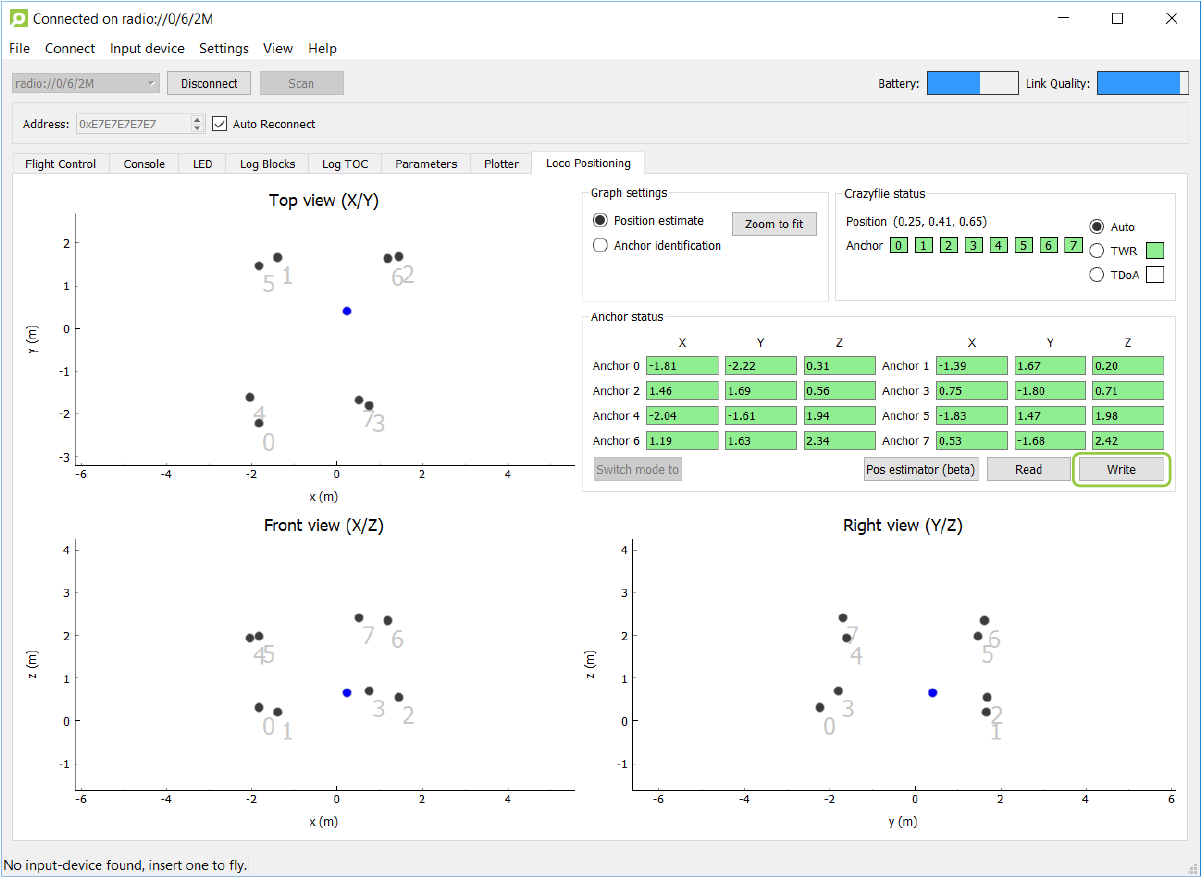 Connected on radio://0/6/2M
File Connect Input device Settings View Help
radio://0/6/2M Disconnect Scan Battery: Link Quality:
Address: 0xE7E7E7E7E7 Auto Reconnect
Flight Control Console LED Log Blocks Log TOC Parameters Plotter Loco Positioning
Top view (X/Y)
2
1
0
-1
-2
-3
y (m)
5 1 6 2
4 0 7 3
-6 -4 -2 0 2 4
x (m)
Graph settings
Position estimate Zoom to fit
Anchor identification
Crazyflie status
Position (0.25, 0.41, 0.65)
Anchor 0 1 2 3 4 5 6 7
Auto
TWR
TDoA
Anchor status
X Y Z X Y Z
Anchor 0 -1.81 -2.22 0.31 Anchor 1 -1.39 1.67 0.20
Anchor 2 1.46 1.69 0.56 Anchor 3 0.75 -1.80 0.71
Anchor 4 -2.04 -1.61 1.94 Anchor 5 -1.83 1.47 1.98
Anchor 6 1.19 1.63 2.34 Anchor 7 0.53 -1.68 2.42
Switch mode to Pos estimator (beta) Read Write
Front view (X/Z)
4
3
2
1
0
-1
z (m)
4 5 7 6
0 1 3 2
-6 -4 -2 0 2 4
x (m)
Right view (Y/Z)
4
3
2
1
0
-1
z (m)
7 4 6 5
0 3 2 1
-6 -4 -2 0 2 4 6
y (m)
No input-device found, insert one to fly.